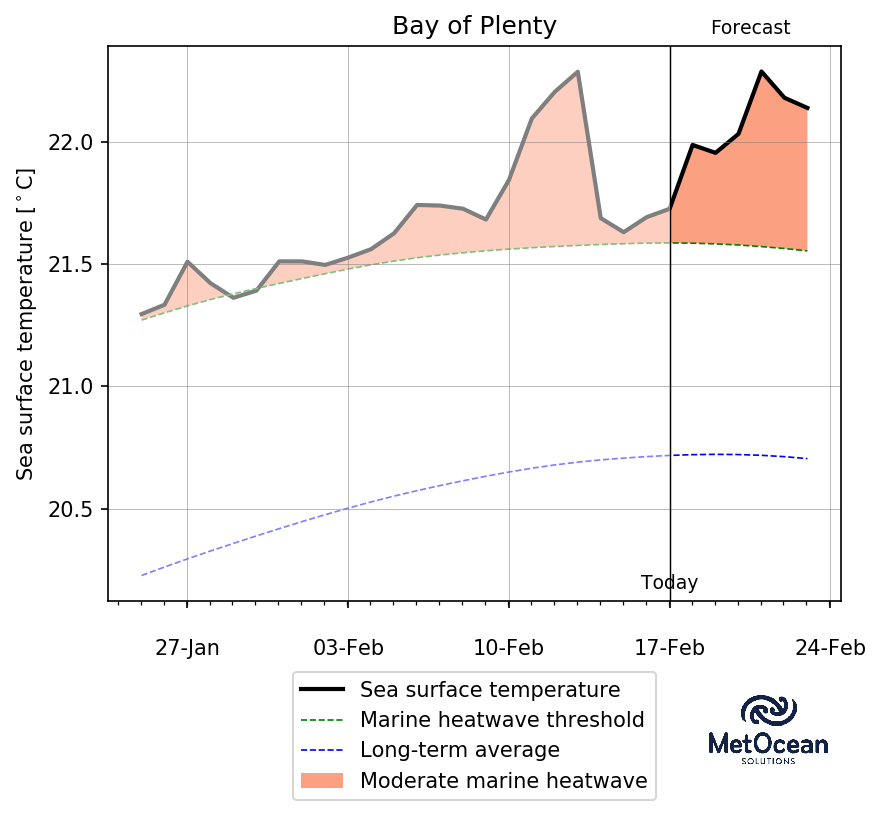 Bay of Plenty
Forecast
Sea surface temperature [°C]
22.0
21.5
21.0
20.5
Today
27-Jan 03-Feb 10-Feb 17-Feb 24-Feb
Sea surface temperature
Marine heatwave threshold
Long-term average
Moderate marine heatwave
MetOcean
SOLUTIONS